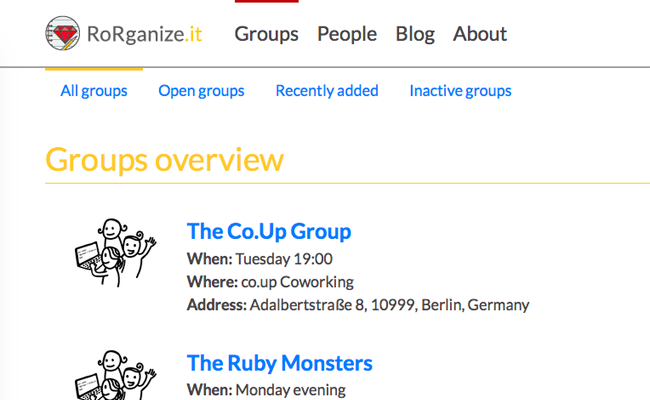 RoRganize.it Groups People Blog About
All groups Open groups Recently added Inactive groups
Groups overview
The Co.Up Group
When: Tuesday 19:00
Where: co.up Coworking
Address: Adalbertstraße 8, 10999, Berlin, Germany
The Ruby Monsters
When: Monday evening